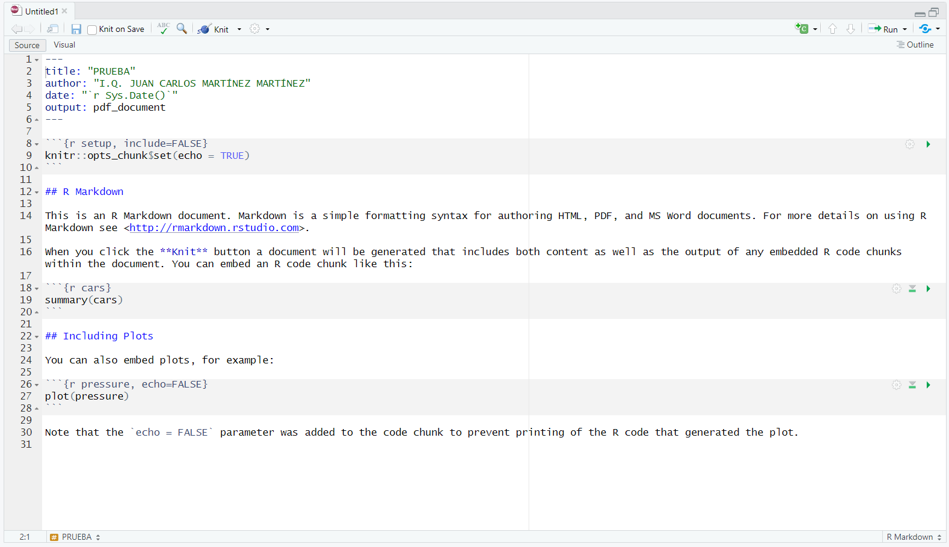 Untitled1
Knit on Save
ABC
Knit
Run
Source Visual
Outline
1 ---
2 title: "PRUEBA"
3 author: "I.Q. JUAN CARLOS MARTÍNEZ MARTÍNEZ"
4 date: "`r Sys.Date()`"
5 output: pdf_document
6 ---
7
8 ```{r setup, include=FALSE}
9 knitr::opts_chunk$set(echo = TRUE)
10 ```
11
12 ## R Markdown
13
14 This is an R Markdown document. Markdown is a simple formatting syntax for authoring HTML, PDF, and MS Word documents. For more details on using R
Markdown see <http://rmarkdown.rstudio.com>.
15
16 When you click the **Knit** button a document will be generated that includes both content as well as the output of any embedded R code chunks
within the document. You can embed an R code chunk like this:
17
18 ```{r cars}
19 summary(cars)
20 ```
21
22 ## Including Plots
23
24 You can also embed plots, for example:
25
26 ```{r pressure, echo=FALSE}
27 plot(pressure)
28 ```
29
30 Note that the `echo = FALSE` parameter was added to the code chunk to prevent printing of the R code that generated the plot.
31
2:1 # PRUEBA R Markdown